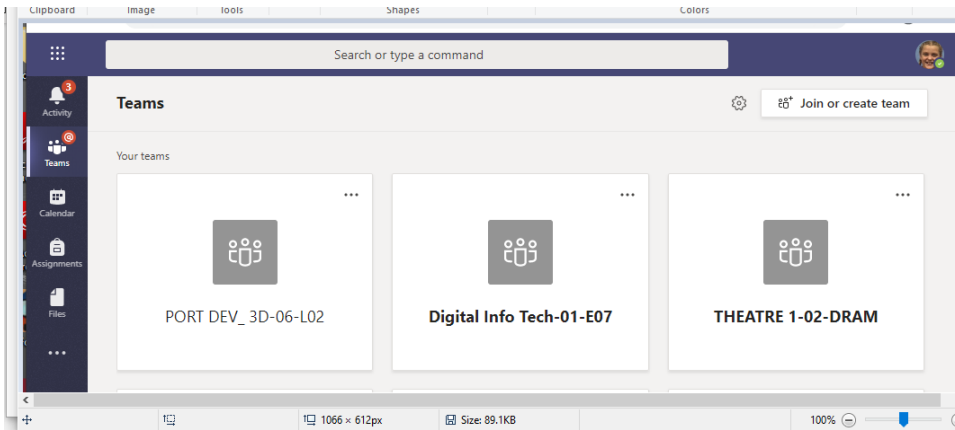 Clipboard Image Tools Shapes Colors
Search or type a command
3
Activity
Teams
Join or create team
@
Teams
Your teams
Calendar
Assignments
Files
PORT DEV_ 3D-06-L02
Digital Info Tech-01-E07
THEATRE 1-02-DRAM
1066 × 612px
Size: 89.1KB
100%